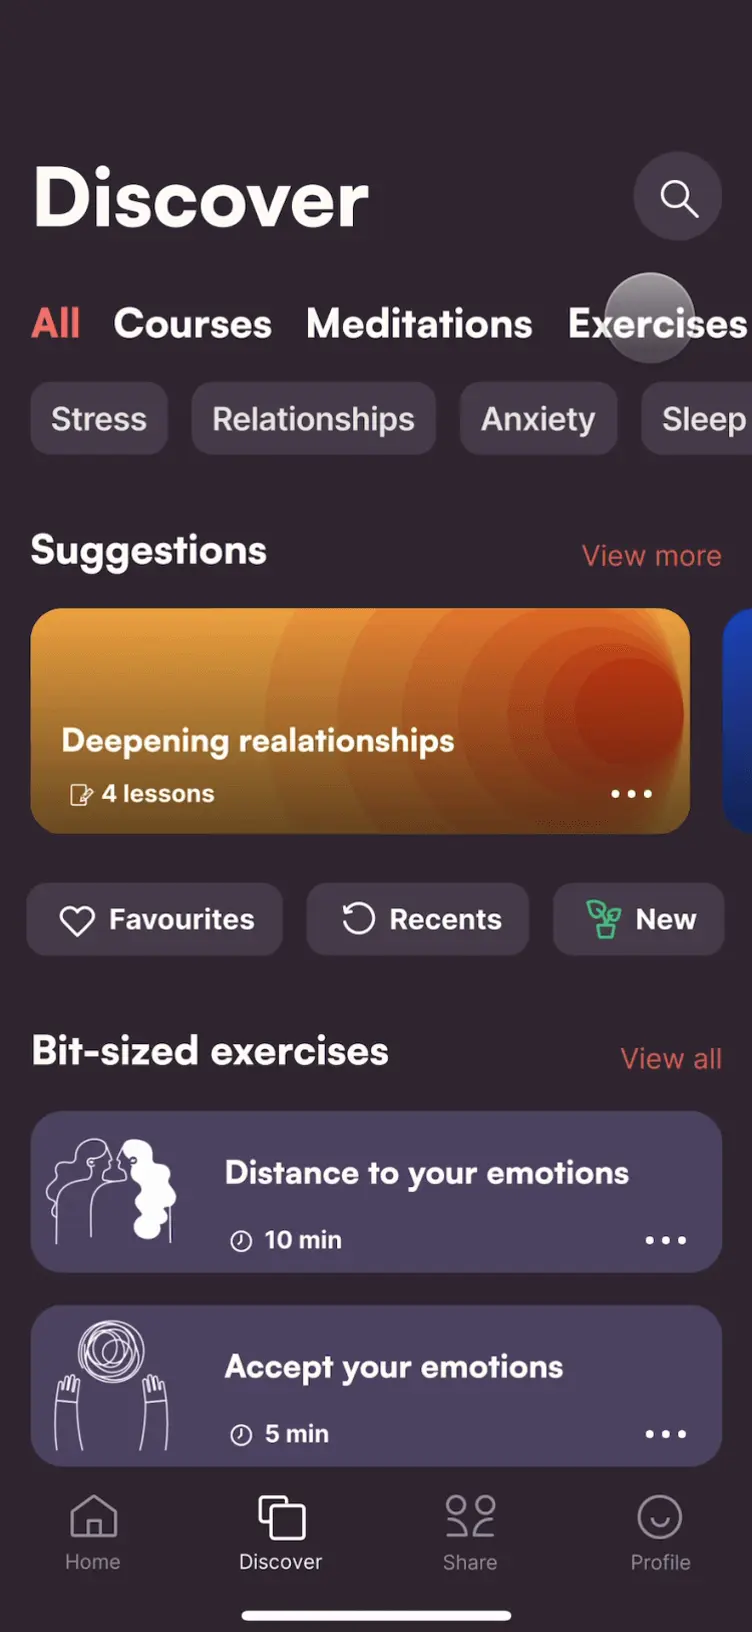 Discover
All Courses Meditations Exercises
Stress Relationships Anxiety Sleep
Suggestions View more
Deepening realationships
4 lessons
Favourites Recents New
Bit-sized exercises View all
Distance to your emotions
10 min
Accept your emotions
5 min
Home Discover Share Profile